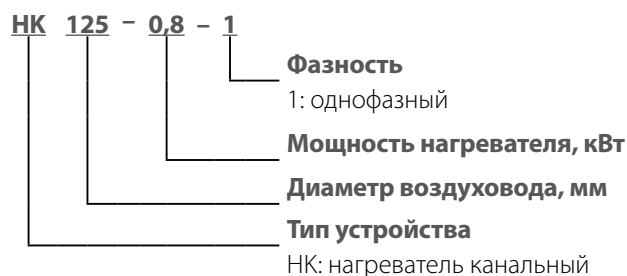 НК 125 – 0,8 – 1
Фазность
1: однофазный
Мощность нагревателя, кВт
Диаметр воздуховода, мм
Тип устройства
НК: нагреватель канальный